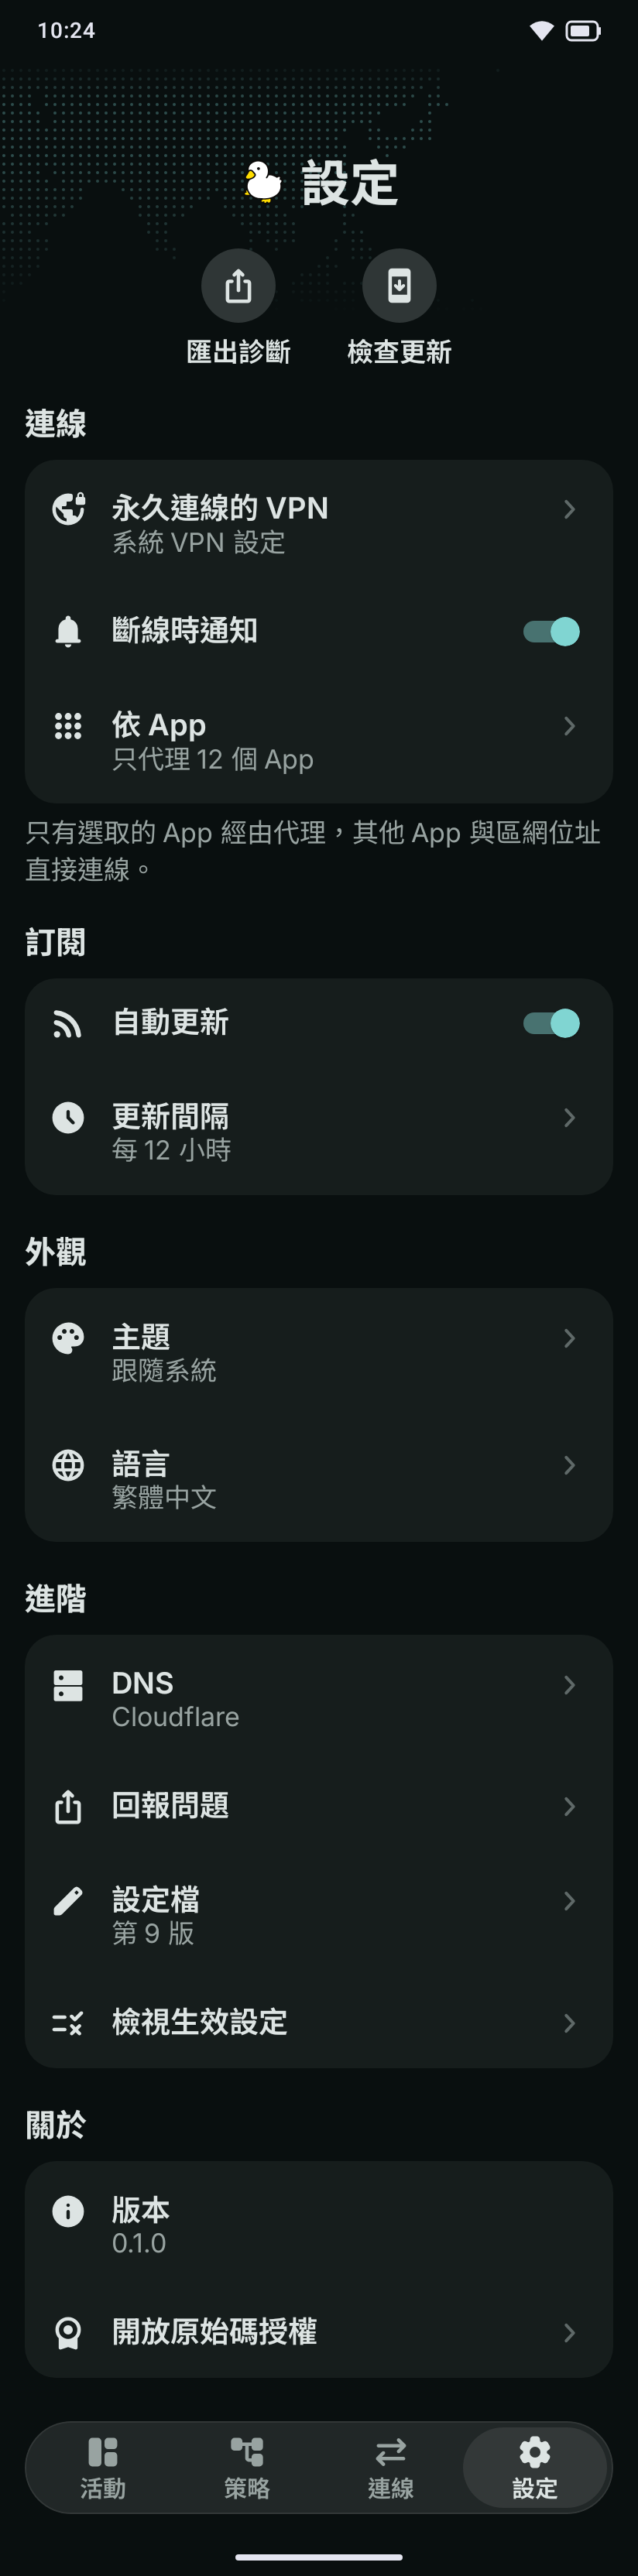 10:24
設定
匯出診斷
檢查更新
連線
永久連線的 VPN
系統 VPN 設定
斷線時通知
依 App
只代理 12 個 App
只有選取的 App 經由代理，其他 App 與區網位址
直接連線。
訂閱
自動更新
更新間隔
每 12 小時
外觀
主題
跟隨系統
語言
繁體中文
進階
DNS
Cloudflare
回報問題
設定檔
第 9 版
檢視生效設定
關於
版本
0.1.0
開放原始碼授權
活動
策略
連線
設定